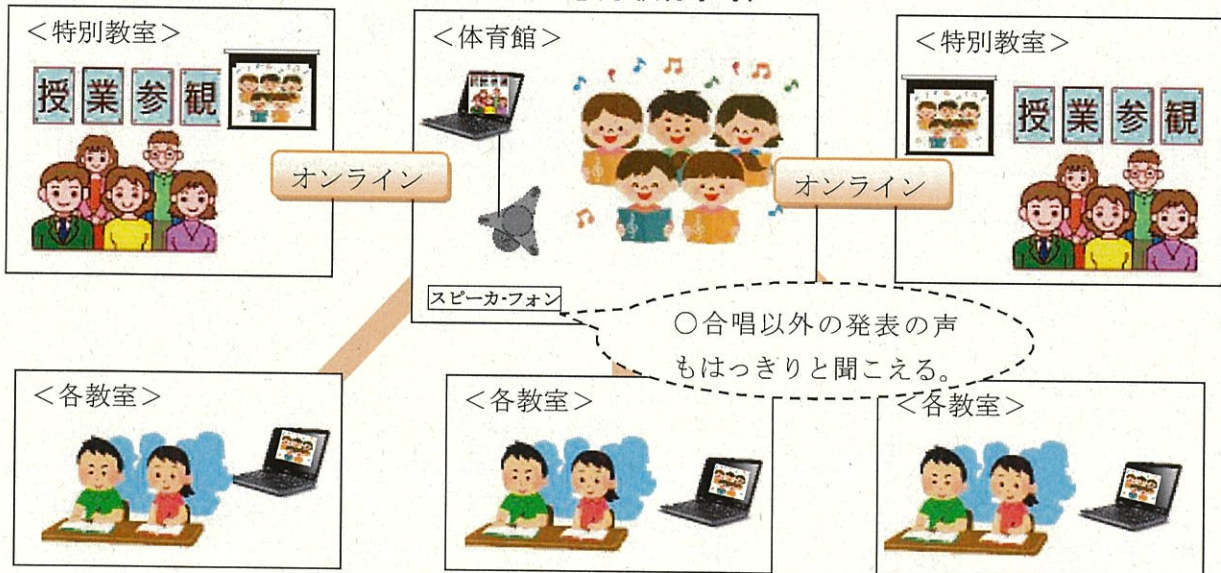 <特別教室>
授業参観
オンライン
<体育館>
スピーカ・フォン
オンライン
<特別教室>
授業参観
○合唱以外の発表の声
もはっきりと聞こえる。
<各教室>
<各教室>
<各教室>